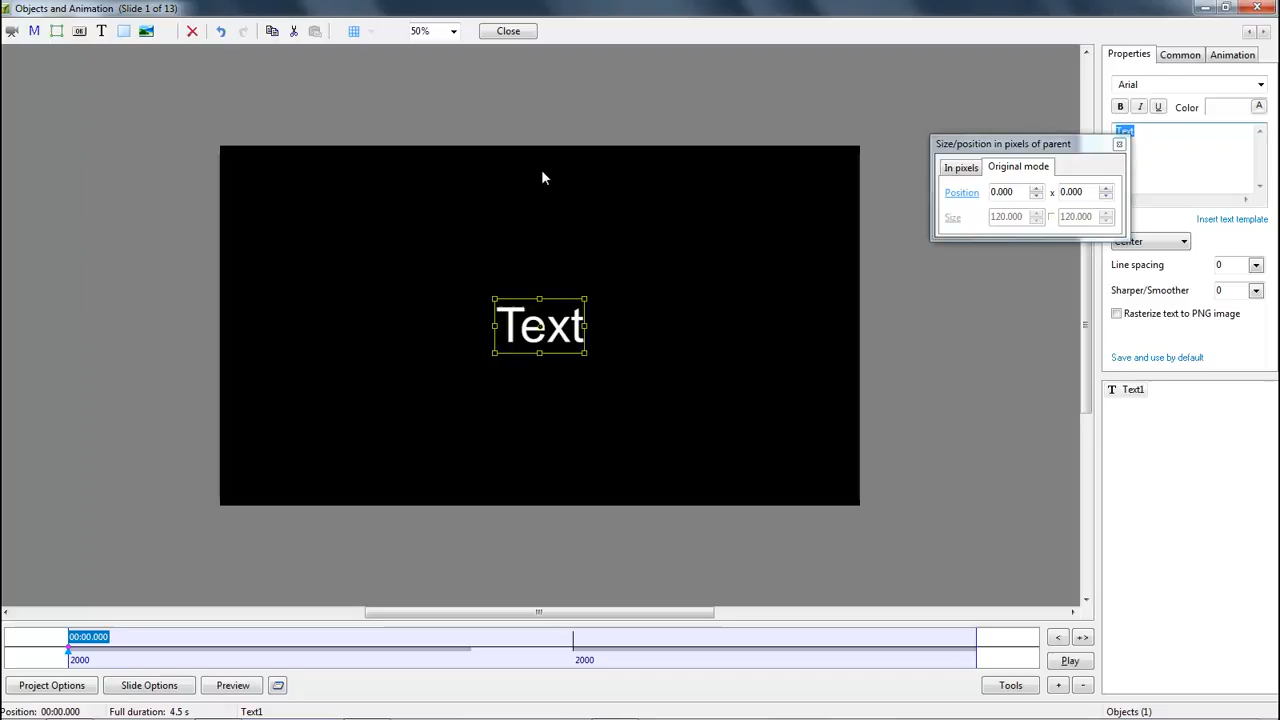 Objects and Animation (Slide 1 of 13)
M OK T 50% Close
Properties Common Animation
Arial
B I U Color A
Text
Size/position in pixels of parent
In pixels Original mode
Position 0.000 x 0.000
Size 120.000 120.000
Insert text template
Center
Line spacing 0
Sharper/Smoother 0
Rasterize text to PNG image
Save and use by default
Text
T Text1
00:00.000
2000 2000
< +>
Play
Project Options Slide Options Preview Tools + -
Position: 00:00.000 Full duration: 4.5 s Text1 Objects (1)